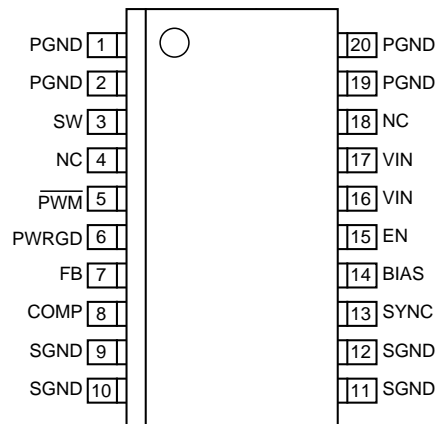 PGND 1
PGND 2
SW 3
NC 4
PWM 5
PWRGD 6
FB 7
COMP 8
SGND 9
SGND 10
20 PGND
19 PGND
18 NC
17 VIN
16 VIN
15 EN
14 BIAS
13 SYNC
12 SGND
11 SGND